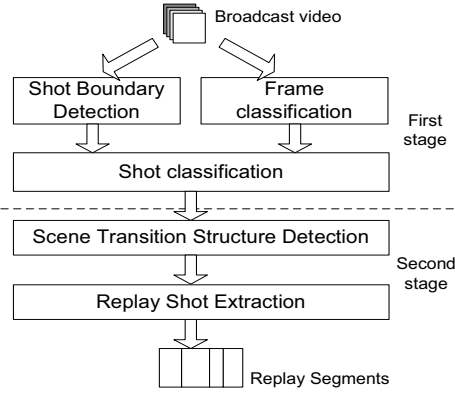 Broadcast video
Shot Boundary
Detection
Frame
classification
First
stage
Shot classification
Scene Transition Structure Detection
Second
stage
Replay Shot Extraction
Replay Segments